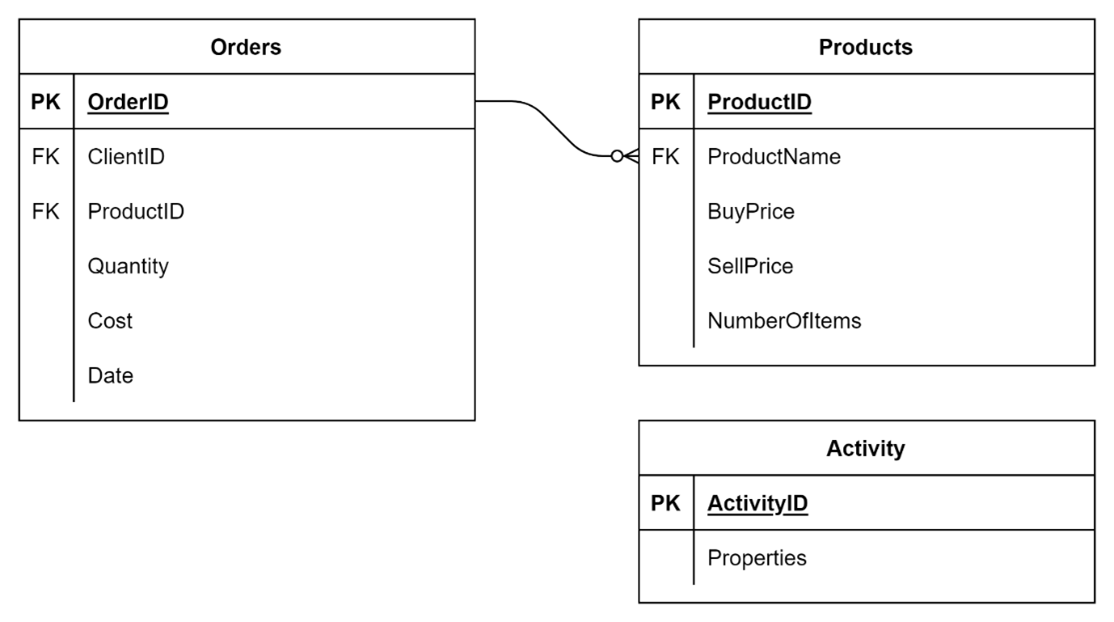 Orders
PK OrderID
FK ClientID
FK ProductID
Quantity
Cost
Date
Products
PK ProductID
FK ProductName
BuyPrice
SellPrice
NumberOfItems
Activity
PK ActivityID
Properties